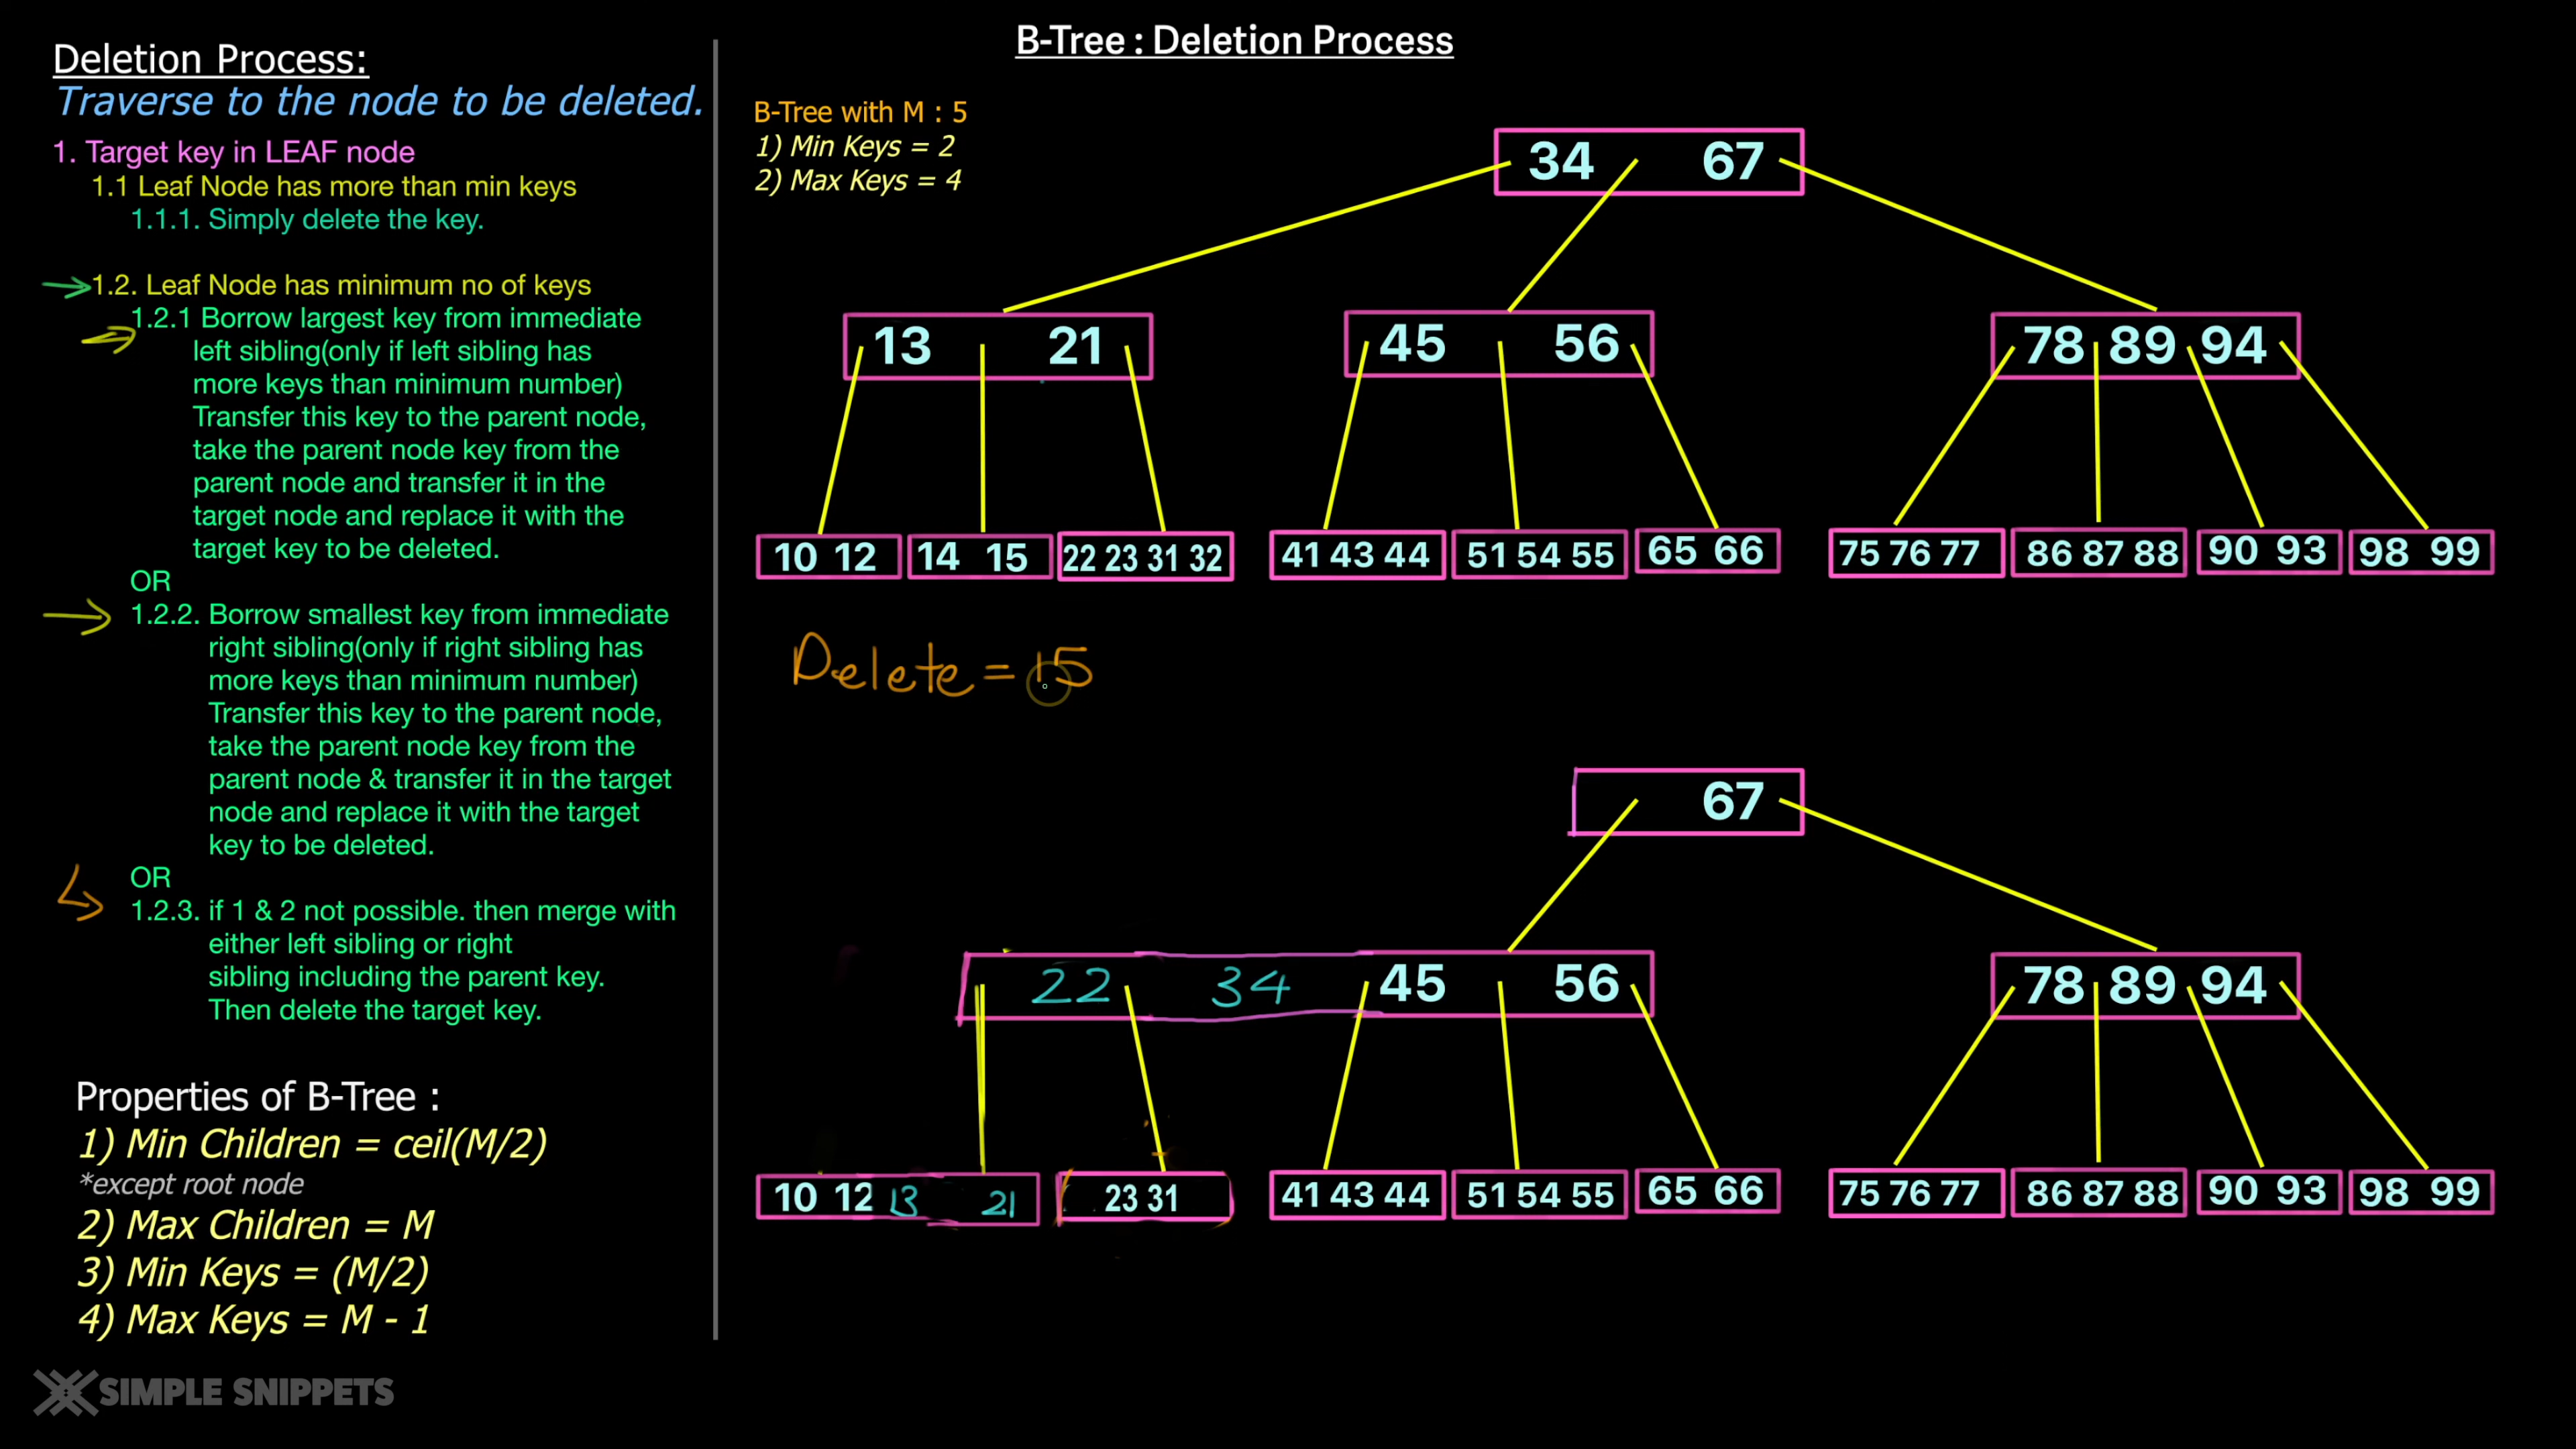 B-Tree : Deletion Process
Deletion Process:
Traverse to the node to be deleted.
1. Target key in LEAF node
1.1 Leaf Node has more than min keys
1.1.1. Simply delete the key.
1.2. Leaf Node has minimum no of keys
1.2.1 Borrow largest key from immediate
left sibling(only if left sibling has
more keys than minimum number)
Transfer this key to the parent node,
take the parent node key from the
parent node and transfer it in the
target node and replace it with the
target key to be deleted.
OR
1.2.2. Borrow smallest key from immediate
right sibling(only if right sibling has
more keys than minimum number)
Transfer this key to the parent node,
take the parent node key from the
parent node & transfer it in the target
node and replace it with the target
key to be deleted.
OR
1.2.3. if 1 & 2 not possible. then merge with
either left sibling or right
sibling including the parent key.
Then delete the target key.
Properties of B-Tree :
1) Min Children = ceil(M/2)
*except root node
2) Max Children = M
3) Min Keys = (M/2)
4) Max Keys = M - 1
SIMPLE SNIPPETS
B-Tree with M : 5
1) Min Keys = 2
2) Max Keys = 4
34 67
13 21 45 56 78 89 94
10 12 14 15 22 23 31 32 41 43 44 51 54 55 65 66 75 76 77 86 87 88 90 93 98 99
Delete = 15
67
22 34 45 56 78 89 94
10 12 13 21 23 31 41 43 44 51 54 55 65 66 75 76 77 86 87 88 90 93 98 99